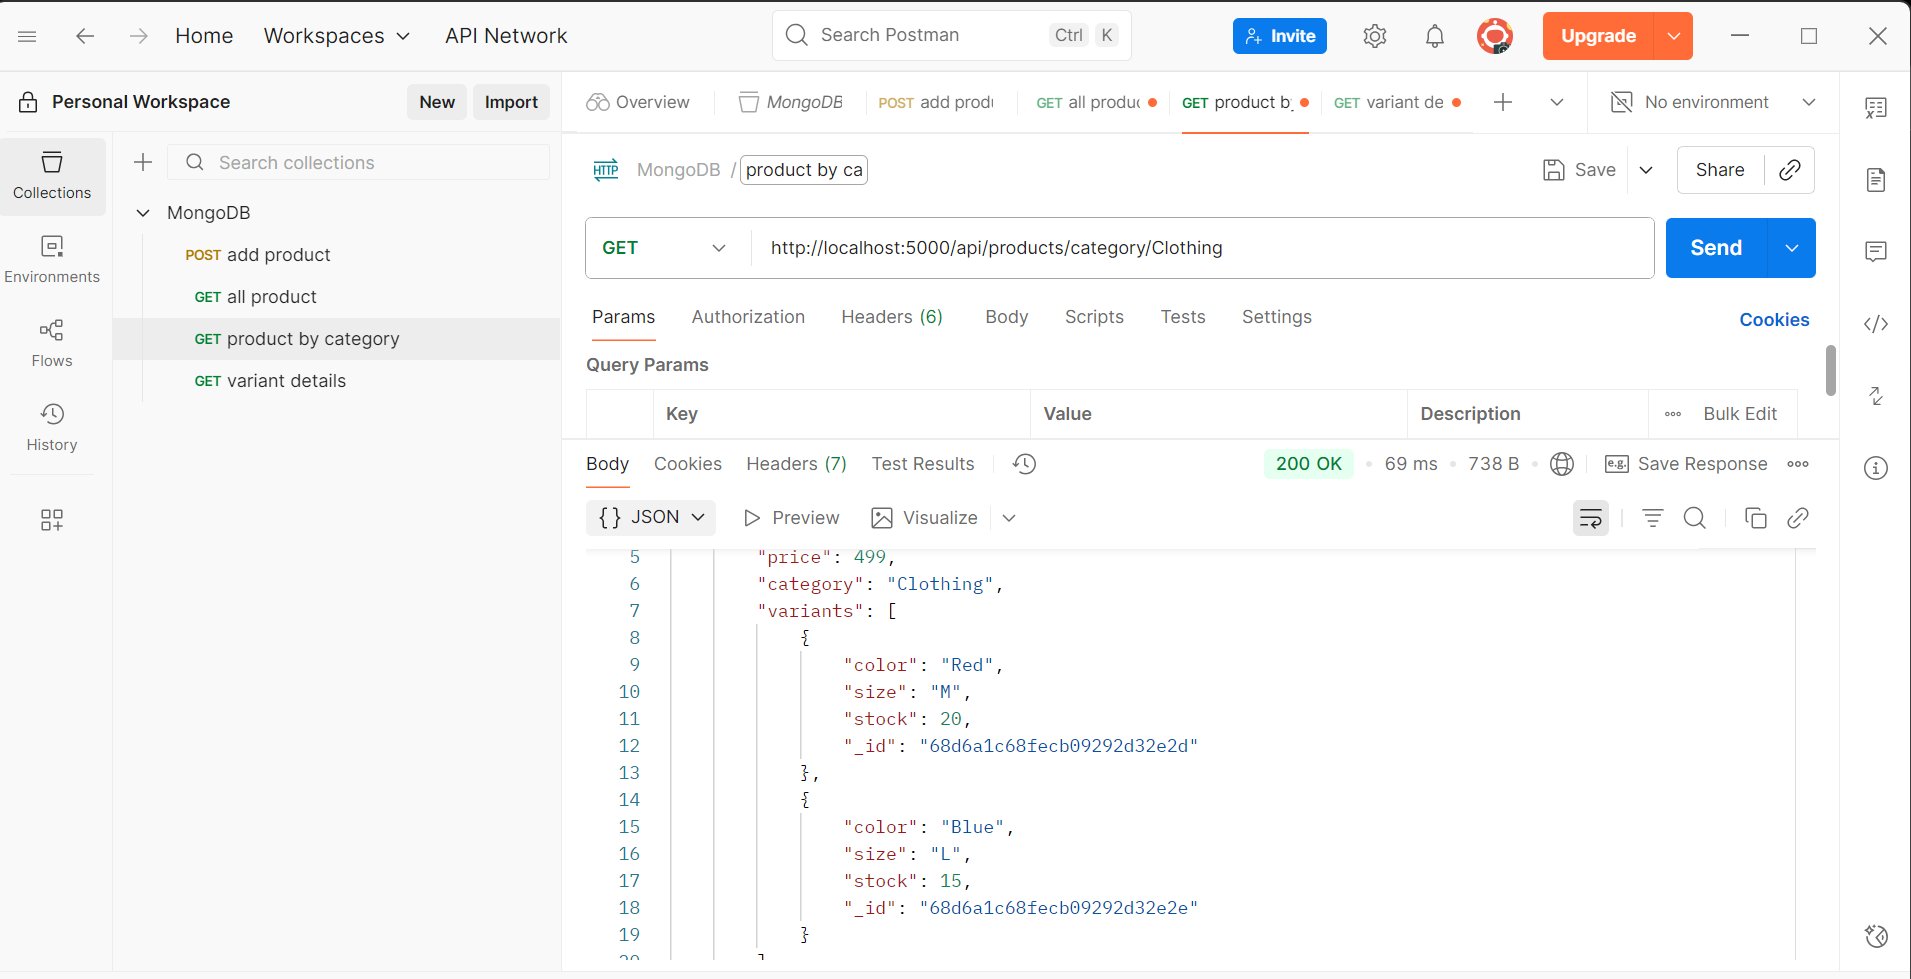 Home Workspaces API Network Search Postman Ctrl K Invite Upgrade
Personal Workspace New Import
Overview MongoDB POST add produ GET all produc GET product by GET variant de No environment
Collections
Search collections
HTTP MongoDB / product by ca Save Share
MongoDB
POST add product
GET all product
GET product by category
GET variant details
Environments
Flows
History
GET http://localhost:5000/api/products/category/Clothing Send
Params Authorization Headers (6) Body Scripts Tests Settings Cookies
Query Params
Key Value Description Bulk Edit
Body Cookies Headers (7) Test Results 200 OK 69 ms 738 B e.g. Save Response
{} JSON Preview Visualize
5 "price": 499,
6 "category": "Clothing",
7 "variants": [
8 {
9 "color": "Red",
10 "size": "M",
11 "stock": 20,
12 "_id": "68d6a1c68fecb09292d32e2d"
13 },
14 {
15 "color": "Blue",
16 "size": "L",
17 "stock": 15,
18 "_id": "68d6a1c68fecb09292d32e2e"
19 }
20 ]